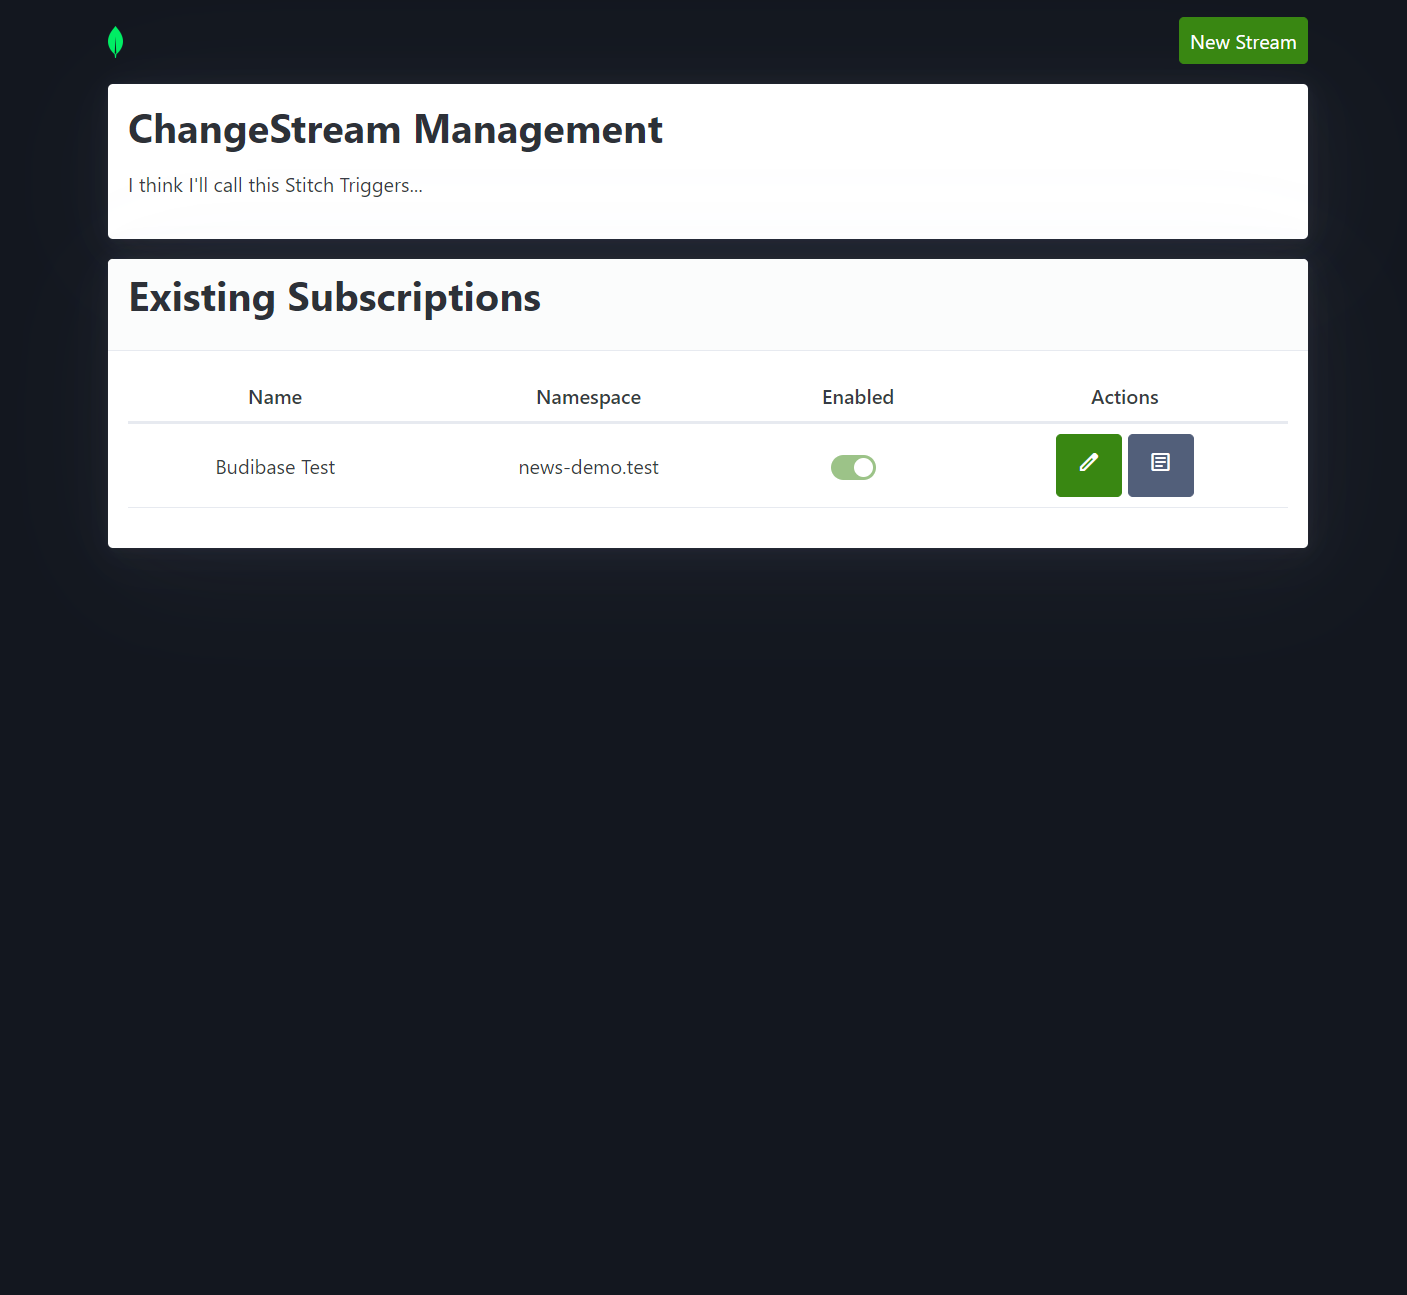 New Stream
ChangeStream Management
I think I'll call this Stitch Triggers...
Existing Subscriptions
Name Namespace Enabled Actions
Budibase Test news-demo.test